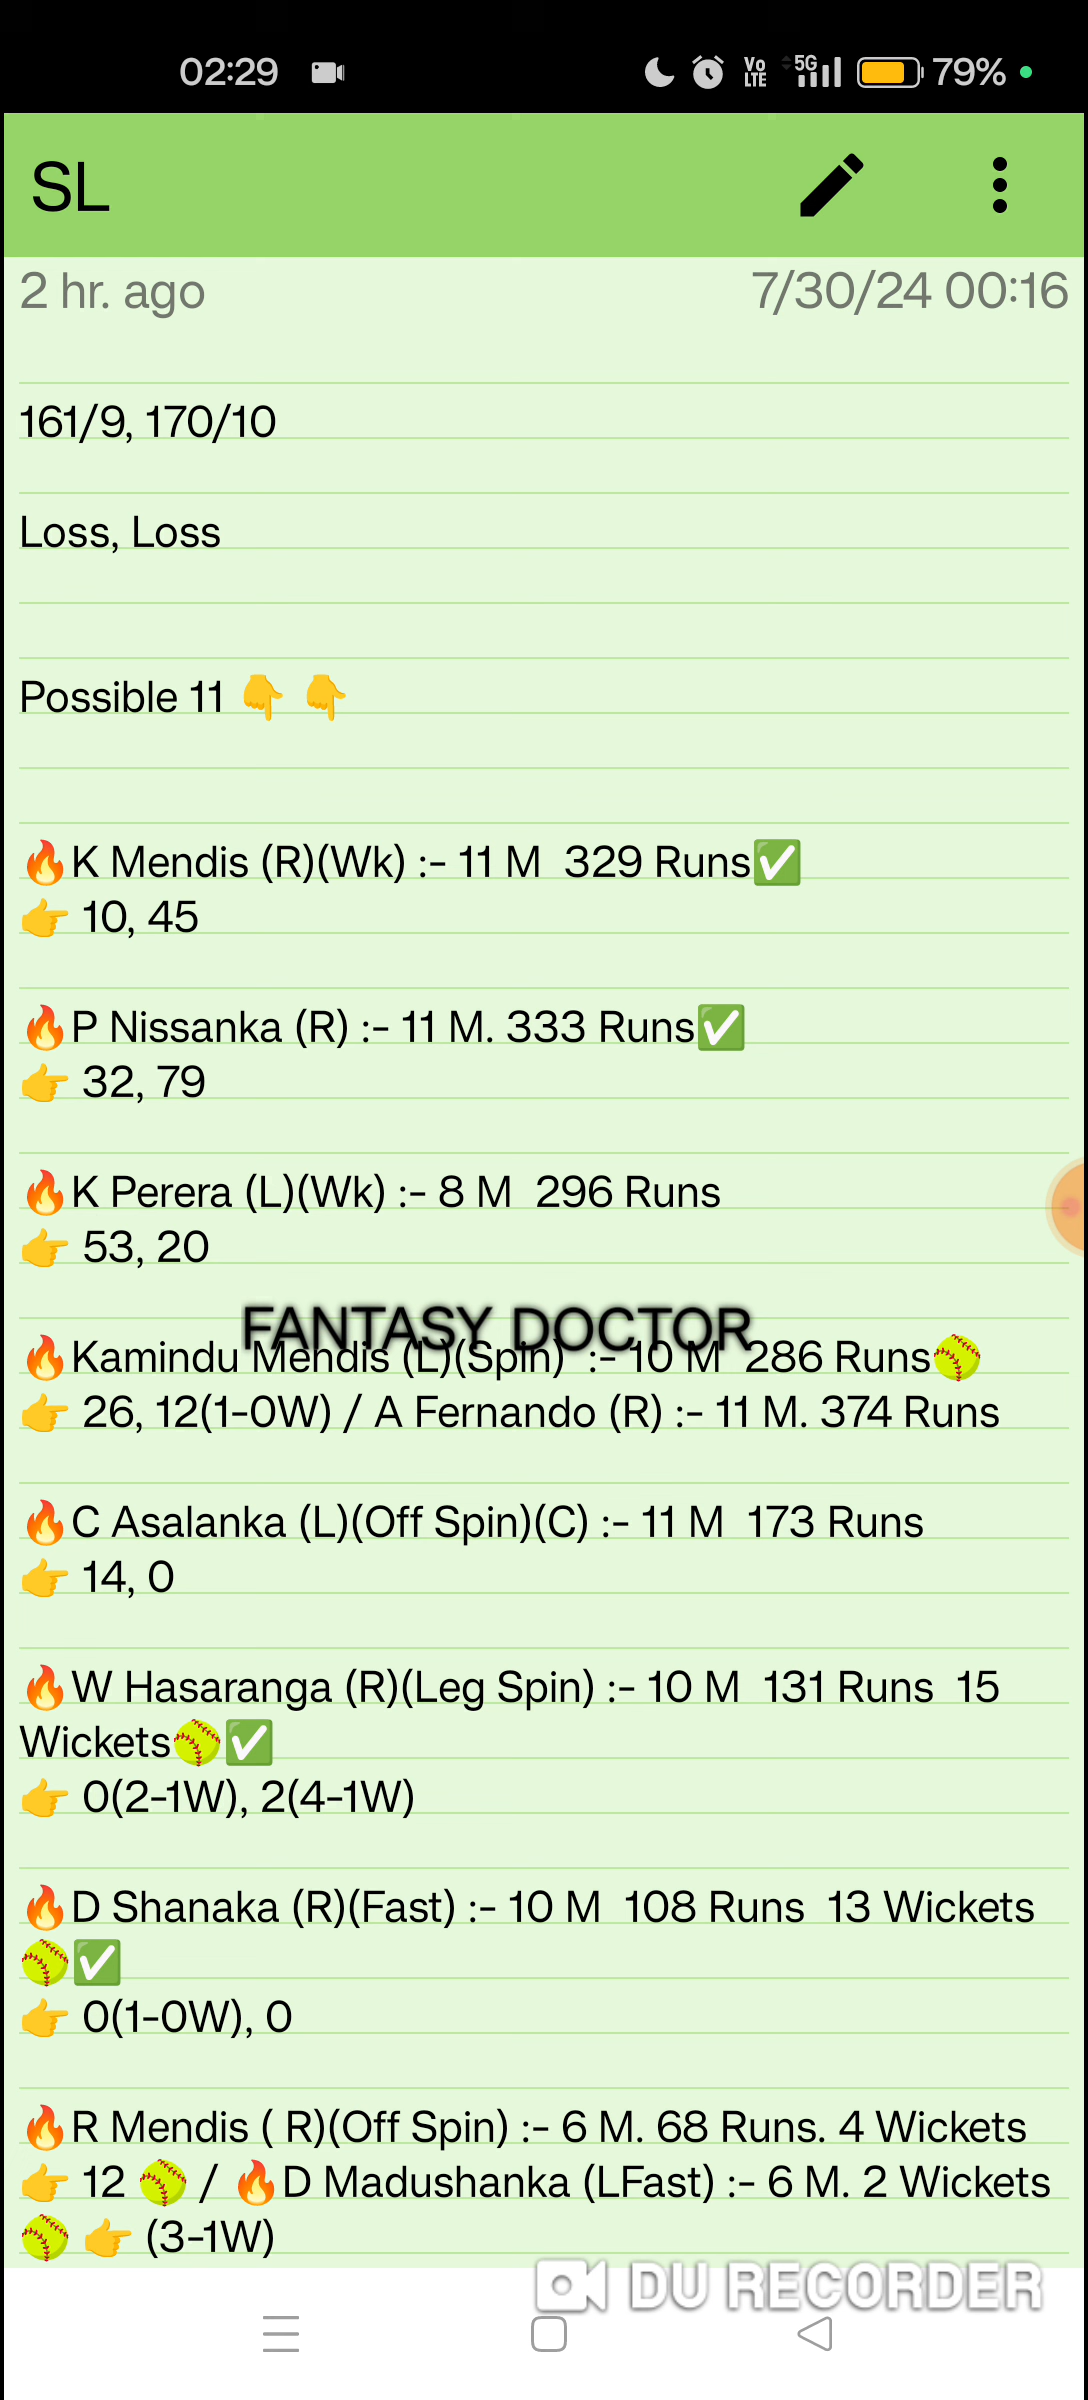 02:29 Vo LTE 5G 79%
SL
2 hr. ago 7/30/24 00:16
161/9, 170/10
Loss, Loss
Possible 11 👇 👇
🔥K Mendis (R)(Wk) :- 11 M  329 Runs✅
👉 10, 45
🔥P Nissanka (R) :- 11 M. 333 Runs✅
👉 32, 79
🔥K Perera (L)(Wk) :- 8 M  296 Runs
👉 53, 20
FANTASY DOCTOR
🔥Kamindu Mendis (L)(Spin)  :- 10 M  286 Runs🥎
👉 26, 12(1-0W) / A Fernando (R) :- 11 M. 374 Runs
🔥C Asalanka (L)(Off Spin)(C) :- 11 M  173 Runs
👉 14, 0
🔥W Hasaranga (R)(Leg Spin) :- 10 M  131 Runs  15
Wickets🥎✅
👉 0(2-1W), 2(4-1W)
🔥D Shanaka (R)(Fast) :- 10 M  108 Runs  13 Wickets
🥎✅
👉 0(1-0W), 0
🔥R Mendis ( R)(Off Spin) :- 6 M. 68 Runs. 4 Wickets
👉 12 🥎 / 🔥D Madushanka (LFast) :- 6 M. 2 Wickets
🥎 👉 (3-1W)
DU RECORDER